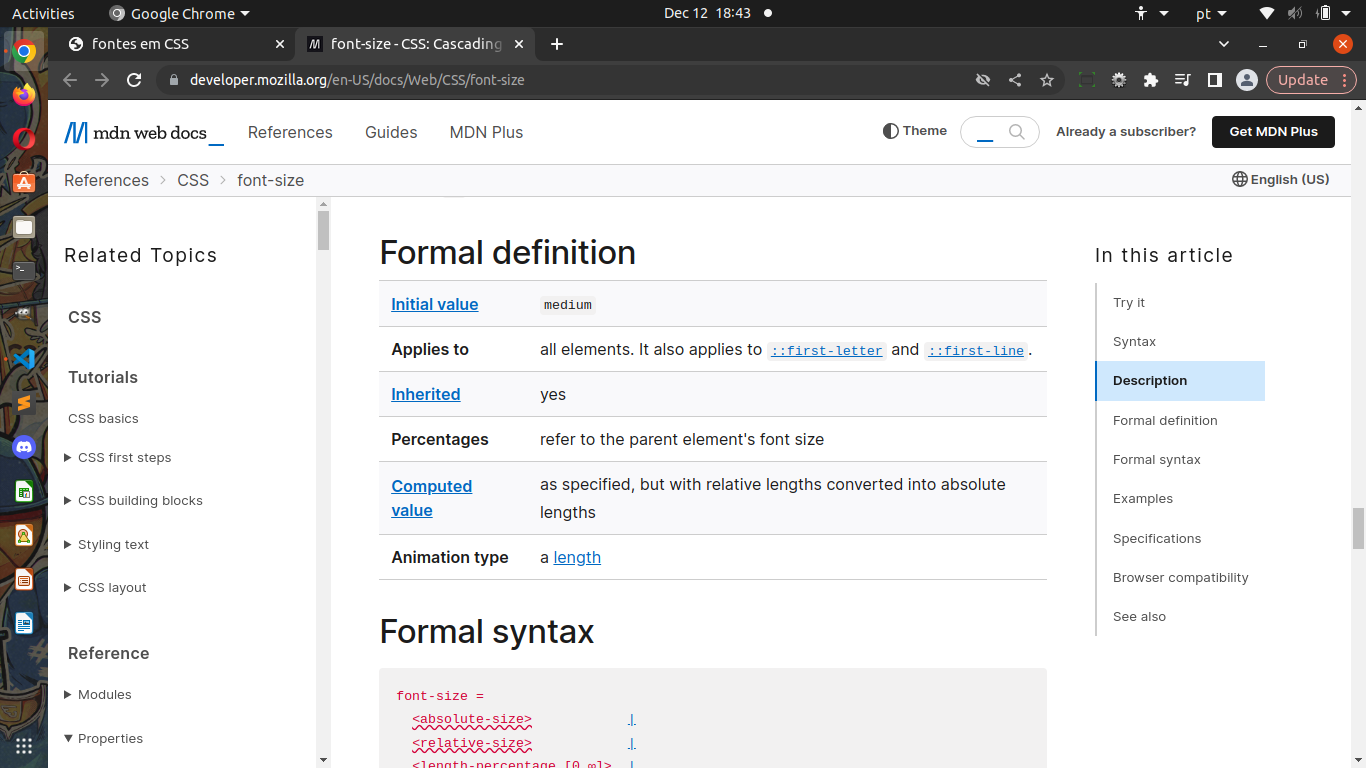 Activities
Google Chrome
Dec 12 18:43
pt
fontes em CSS
font-size - CSS: Cascading
developer.mozilla.org/en-US/docs/Web/CSS/font-size
Update
mdn web docs
References
Guides
MDN Plus
Theme
Already a subscriber?
Get MDN Plus
References
CSS
font-size
English (US)
Related Topics
CSS
Tutorials
CSS basics
CSS first steps
CSS building blocks
Styling text
CSS layout
Reference
Modules
Properties
Formal definition
Initial value medium
Applies to all elements. It also applies to ::first-letter and ::first-line.
Inherited yes
Percentages refer to the parent element's font size
Computed value as specified, but with relative lengths converted into absolute
lengths
Animation type a length
Formal syntax
font-size =
<absolute-size> |
<relative-size> |
<length-percentage [0,∞]> |
In this article
Try it
Syntax
Description
Formal definition
Formal syntax
Examples
Specifications
Browser compatibility
See also